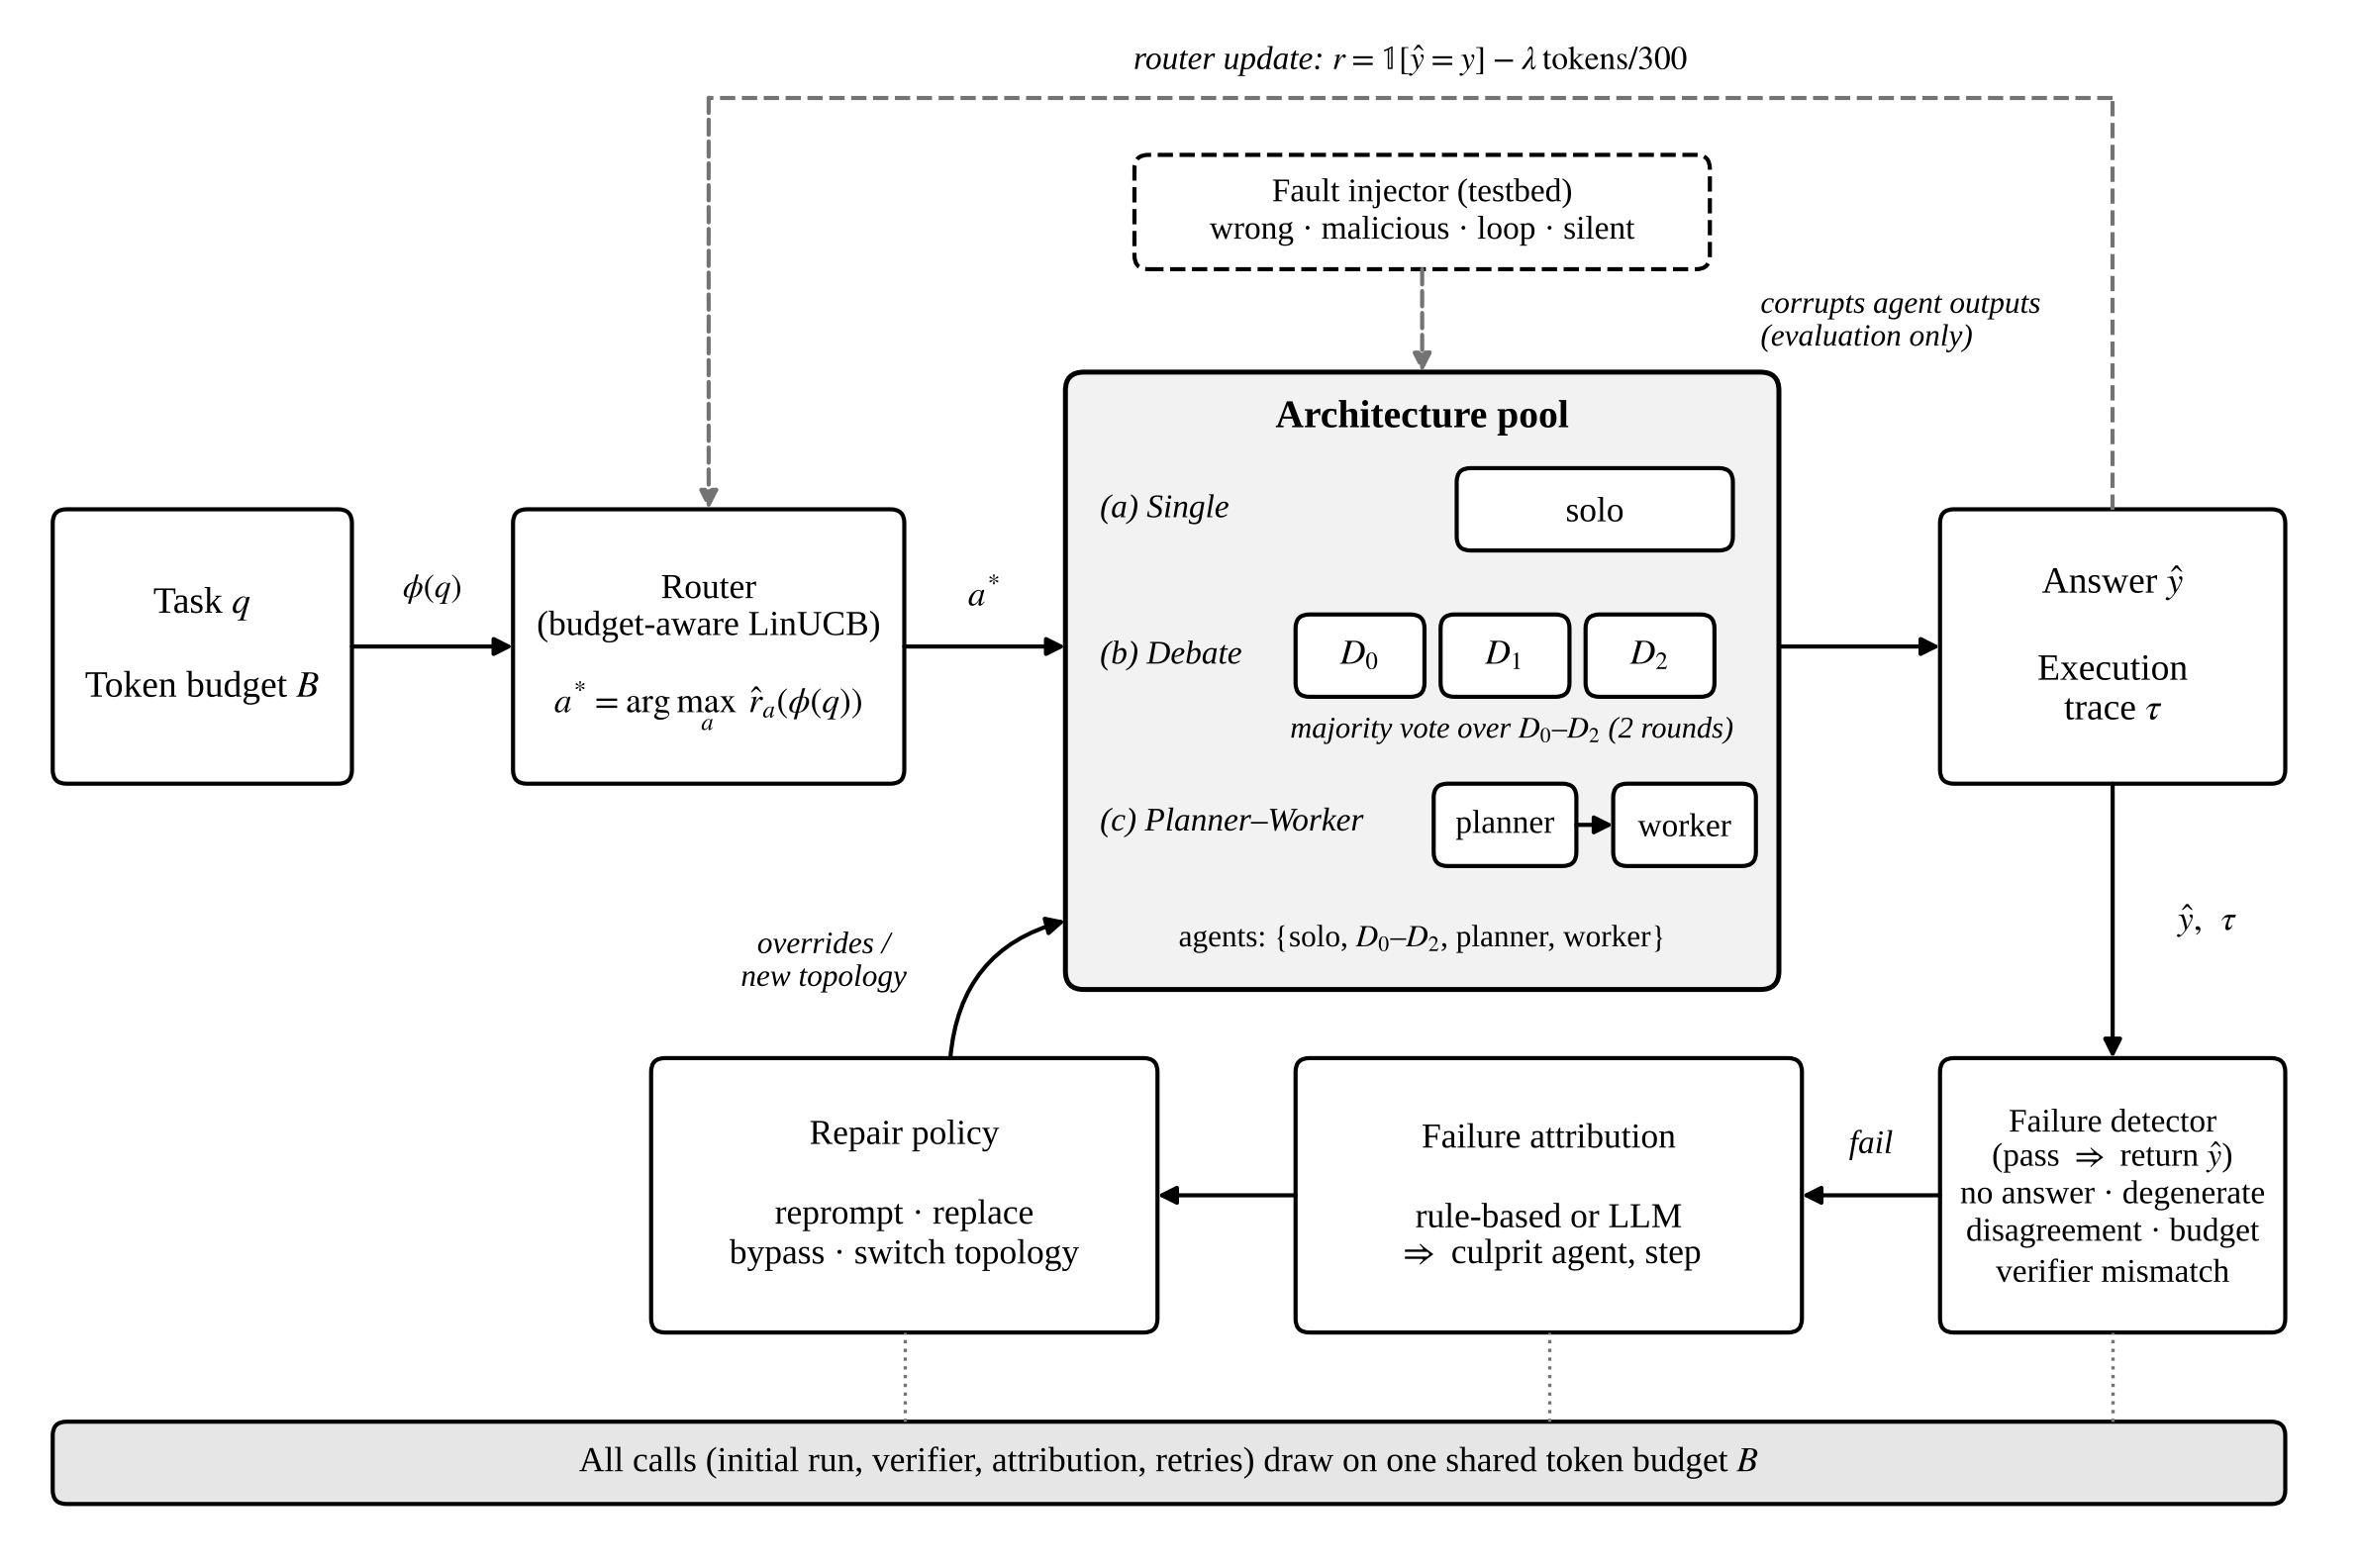 router update: r = 𝟙[ŷ = y] − λ tokens/300
Fault injector (testbed)
wrong · malicious · loop · silent
corrupts agent outputs
(evaluation only)
Architecture pool
(a) Single
solo
(b) Debate
D₀
D₁
D₂
majority vote over D₀–D₂ (2 rounds)
(c) Planner–Worker
planner
worker
agents: {solo, D₀–D₂, planner, worker}
Task q
Token budget B
ϕ(q)
Router
(budget-aware LinUCB)
a* = arg max r̂ₐ(ϕ(q))
a
a*
Answer ŷ
Execution
trace τ
ŷ, τ
overrides /
new topology
Repair policy
reprompt · replace
bypass · switch topology
Failure attribution
rule-based or LLM
⇒ culprit agent, step
fail
Failure detector
(pass ⇒ return ŷ)
no answer · degenerate
disagreement · budget
verifier mismatch
All calls (initial run, verifier, attribution, retries) draw on one shared token budget B